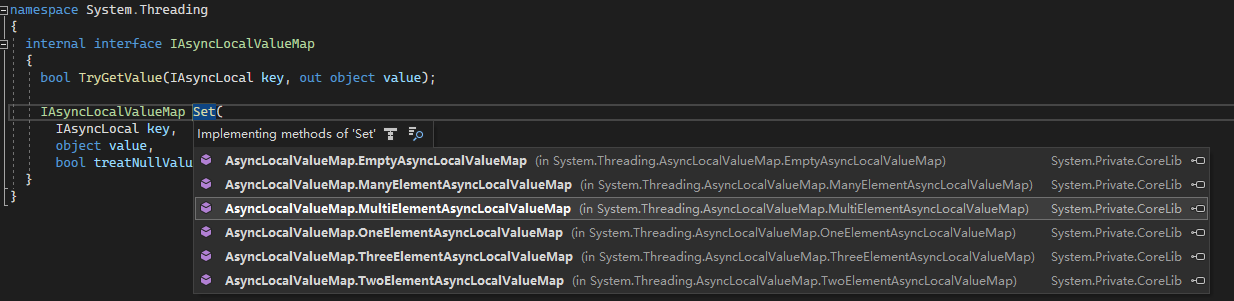 namespace System.Threading
{
internal interface IAsyncLocalValueMap
{
bool TryGetValue(IAsyncLocal key, out object value);
IAsyncLocalValueMap Set(
IAsyncLocal key,
Implementing methods of 'Set'
object value,
AsyncLocalValueMap.EmptyAsyncLocalValueMap (in System.Threading.AsyncLocalValueMap.EmptyAsyncLocalValueMap) System.Private.CoreLib
bool treatNullValu
AsyncLocalValueMap.ManyElementAsyncLocalValueMap (in System.Threading.AsyncLocalValueMap.ManyElementAsyncLocalValueMap) System.Private.CoreLib
}
}
AsyncLocalValueMap.MultiElementAsyncLocalValueMap (in System.Threading.AsyncLocalValueMap.MultiElementAsyncLocalValueMap) System.Private.CoreLib
AsyncLocalValueMap.OneElementAsyncLocalValueMap (in System.Threading.AsyncLocalValueMap.OneElementAsyncLocalValueMap) System.Private.CoreLib
AsyncLocalValueMap.ThreeElementAsyncLocalValueMap (in System.Threading.AsyncLocalValueMap.ThreeElementAsyncLocalValueMap) System.Private.CoreLib
AsyncLocalValueMap.TwoElementAsyncLocalValueMap (in System.Threading.AsyncLocalValueMap.TwoElementAsyncLocalValueMap) System.Private.CoreLib